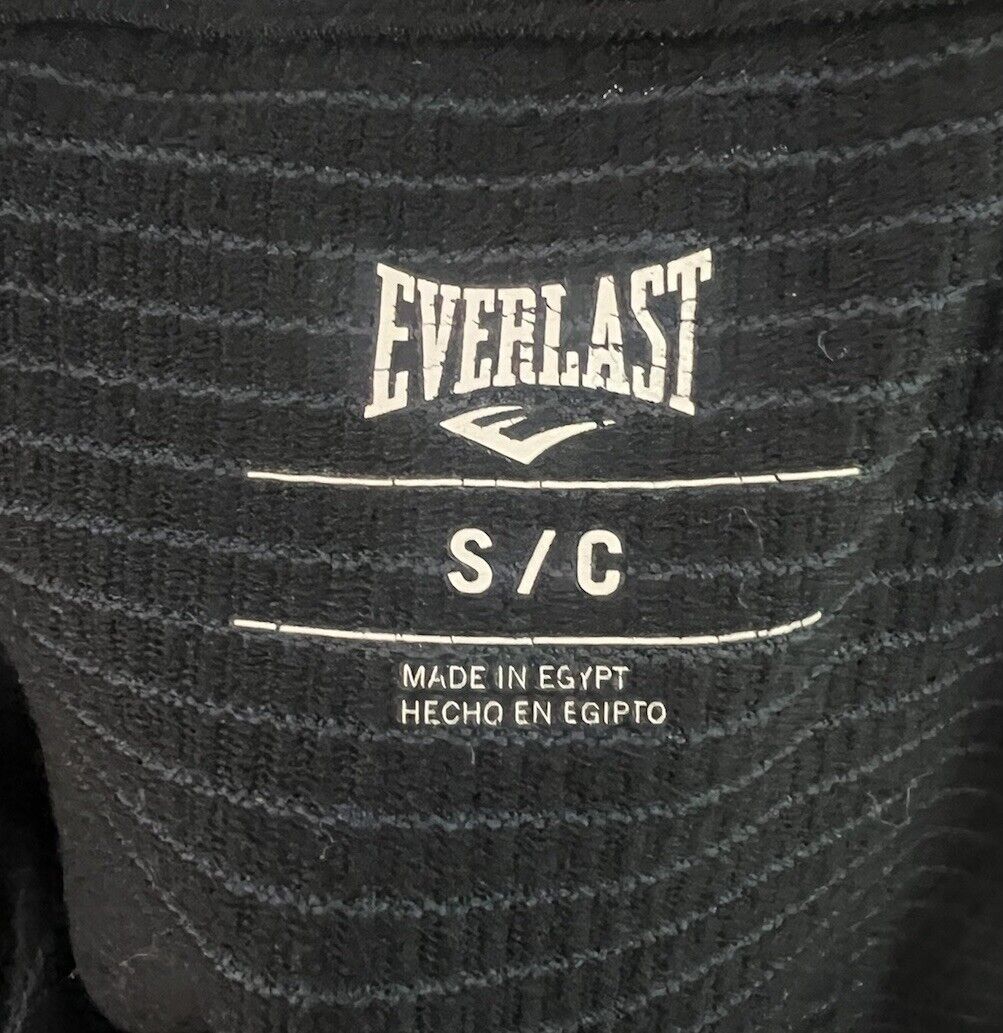 EVERLAST
S / C
MADE IN EGYPT
HECHO EN EGIPTO